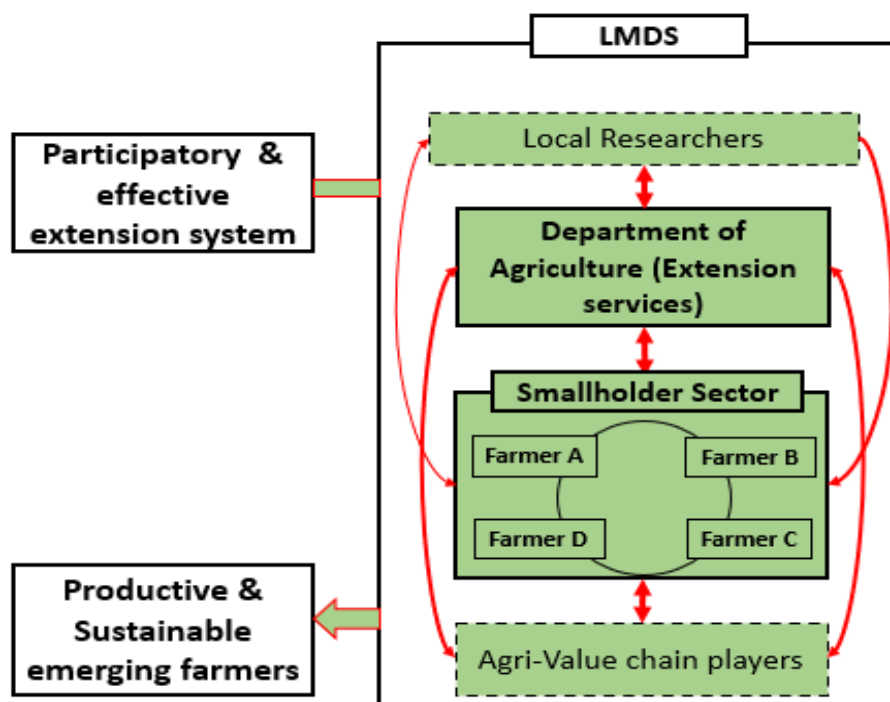 LMDS
Participatory & 
effective
extension system
Local Researchers
Department of
Agriculture (Extension
services)
Smallholder Sector
Farmer A
Farmer B
Farmer D
Farmer C
Productive &
Sustainable
emerging farmers
Agri-Value chain players